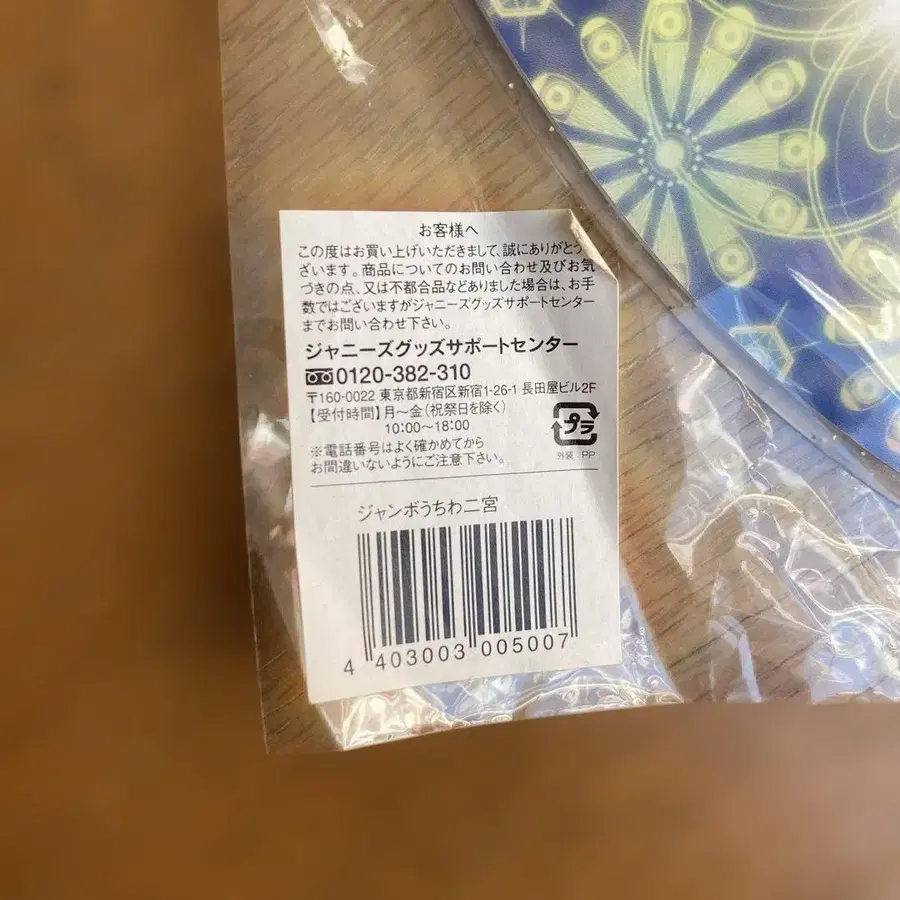 お客様へ
この度はお買い上げいただきまして、誠にありがとう
ざいます。商品についてのお問い合わせ及びお気
づきの点、又は不都合品などありました場合は、お手
数ではございますがジャニーズグッズサポートセンター
までお問い合わせ下さい。
ジャニーズグッズサポートセンター
0120-382-310
〒160-0022 東京都新宿区新宿1-26-1 長田屋ビル2F
【受付時間】月〜金(祝祭日を除く)
10:00〜18:00
※電話番号はよく確かめてから
お間違いないようにご注意下さい。
プラ
外装 PP
ジャンボうちわ二宮
4 403003 005007